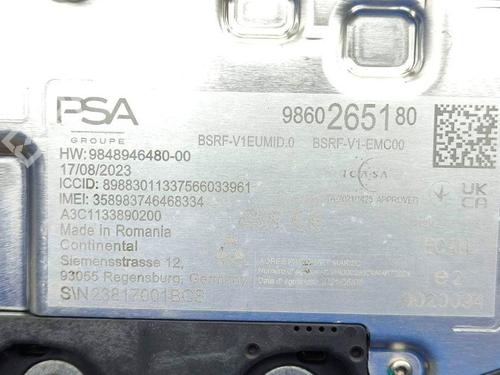 PSA
GROUPE
9860265180
BSRF-V1EUMID.0 BSRF-V1-EMC00
HW: 9848946480-00
17/08/2023
ICCID: 89883011337566033961
IMEI: 358983746468334
A3C1133890200
Made in Romania
Continental
Siemensstrasse 12,
93055 Regensburg, Germany
S\N23817001BC8
ICASA
APPROVED
UK
CA
e2